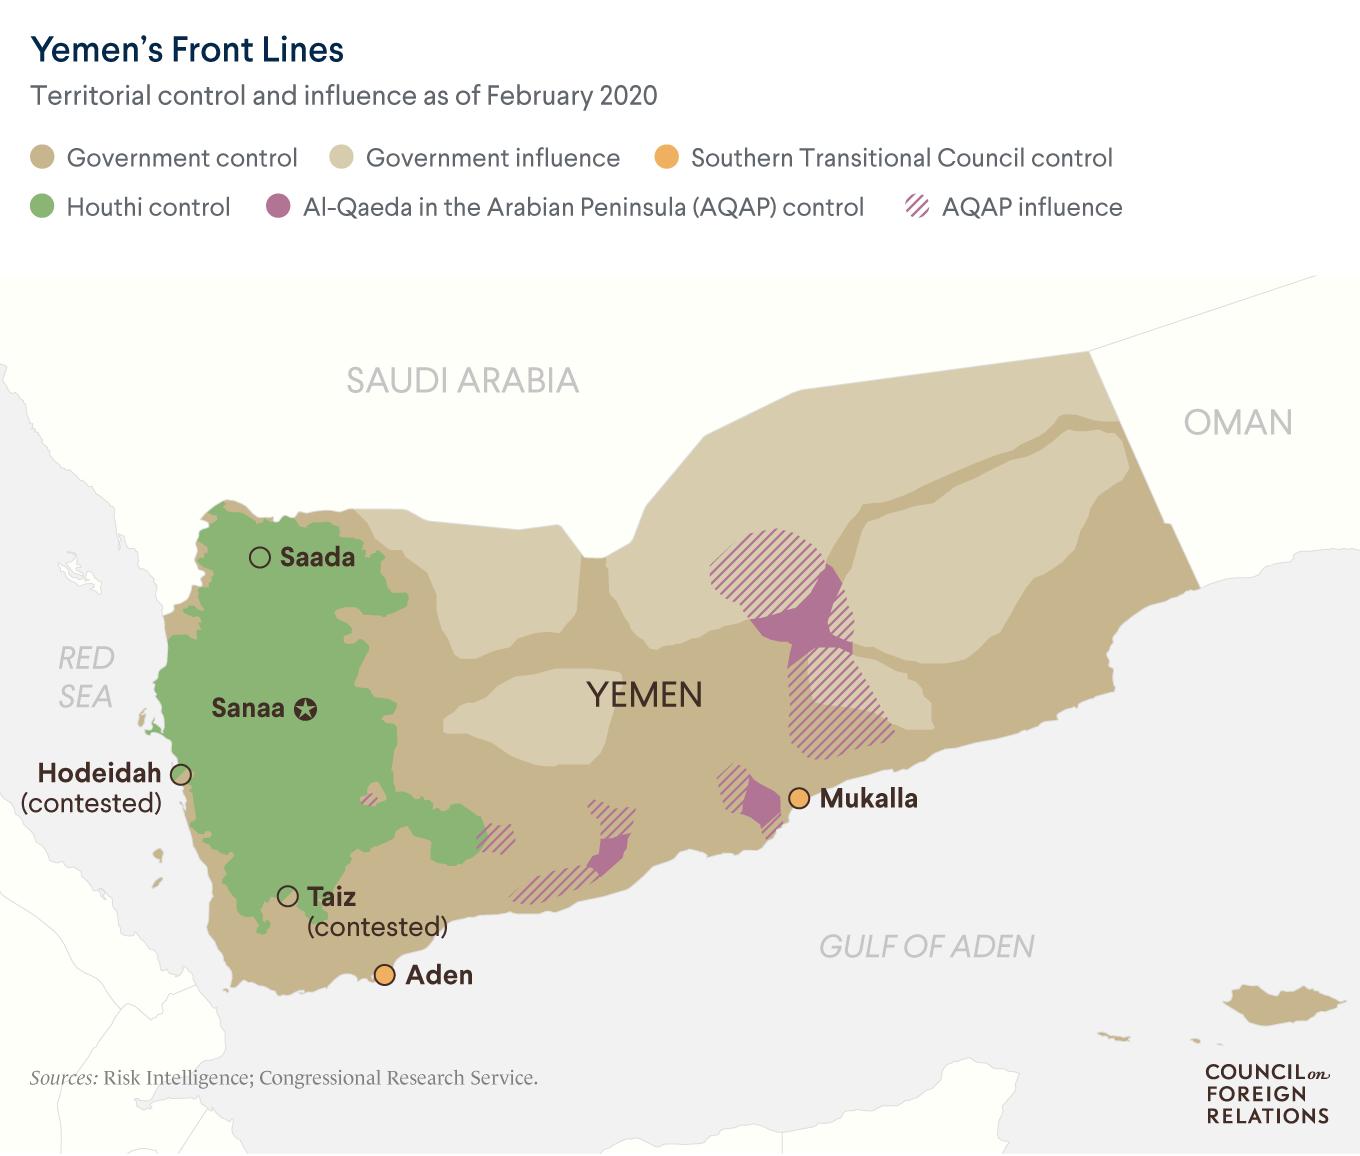 Yemen’s Front Lines
Territorial control and influence as of February 2020
Government control
Government influence
Southern Transitional Council control
Houthi control
Al-Qaeda in the Arabian Peninsula (AQAP) control
AQAP influence
SAUDI ARABIA
OMAN
Saada
RED
SEA
YEMEN
Sanaa
Hodeidah
(contested)
Mukalla
Taiz
(contested)
GULF OF ADEN
Aden
Sources: Risk Intelligence; Congressional Research Service.
COUNCIL on
FOREIGN
RELATIONS